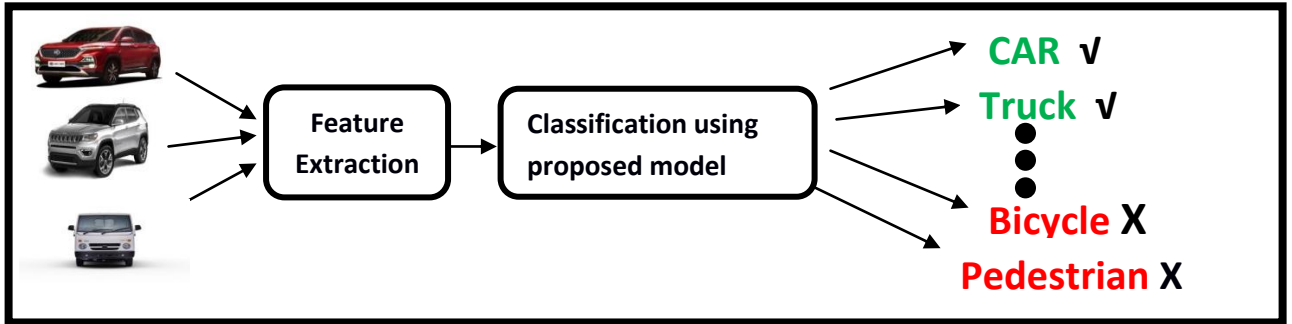 Feature
Extraction
Classification using
proposed model
CAR √
Truck √
Bicycle X
Pedestrian X